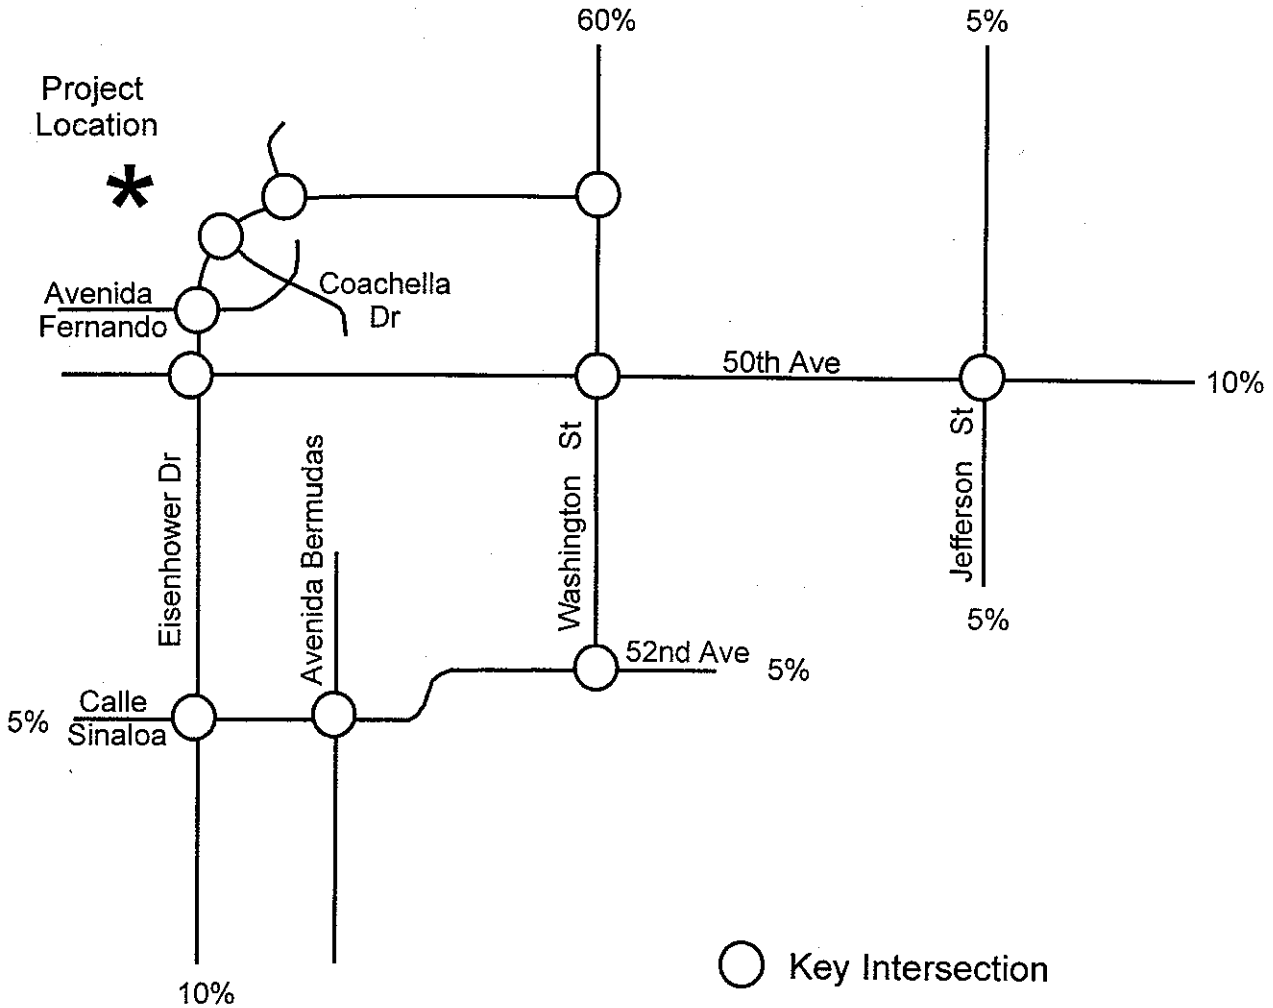 60%
5%
Project
Location
*
Avenida
Fernando
Coachella
Dr
50th Ave
10%
Eisenhower Dr
Avenida Bermudas
Washington St
Jefferson St
5%
52nd Ave
5%
5%
Calle
Sinaloa
10%
Key Intersection